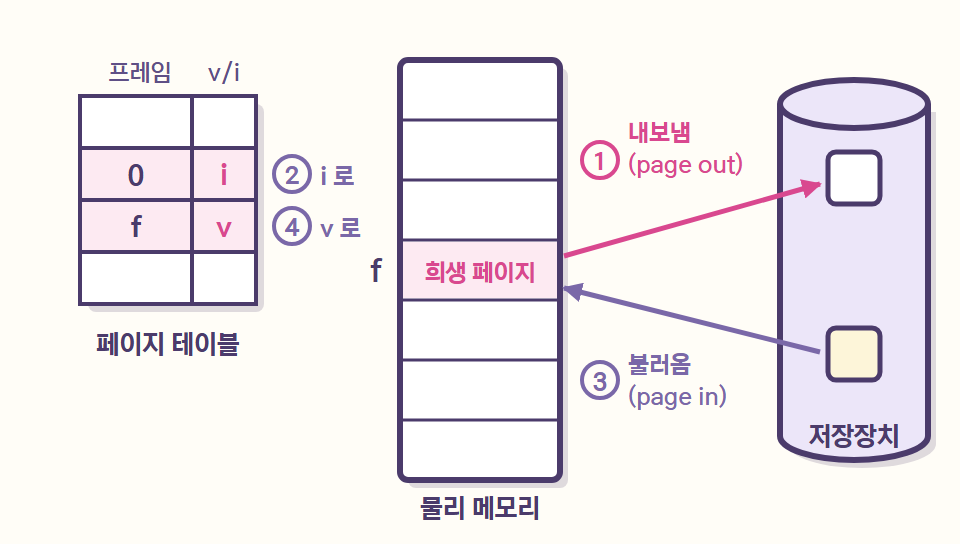 프레임 v/i
0 i
② i 로
f v
④ v 로
페이지 테이블
f
희생 페이지
물리 메모리
① 내보냄
(page out)
③ 불러옴
(page in)
저장장치